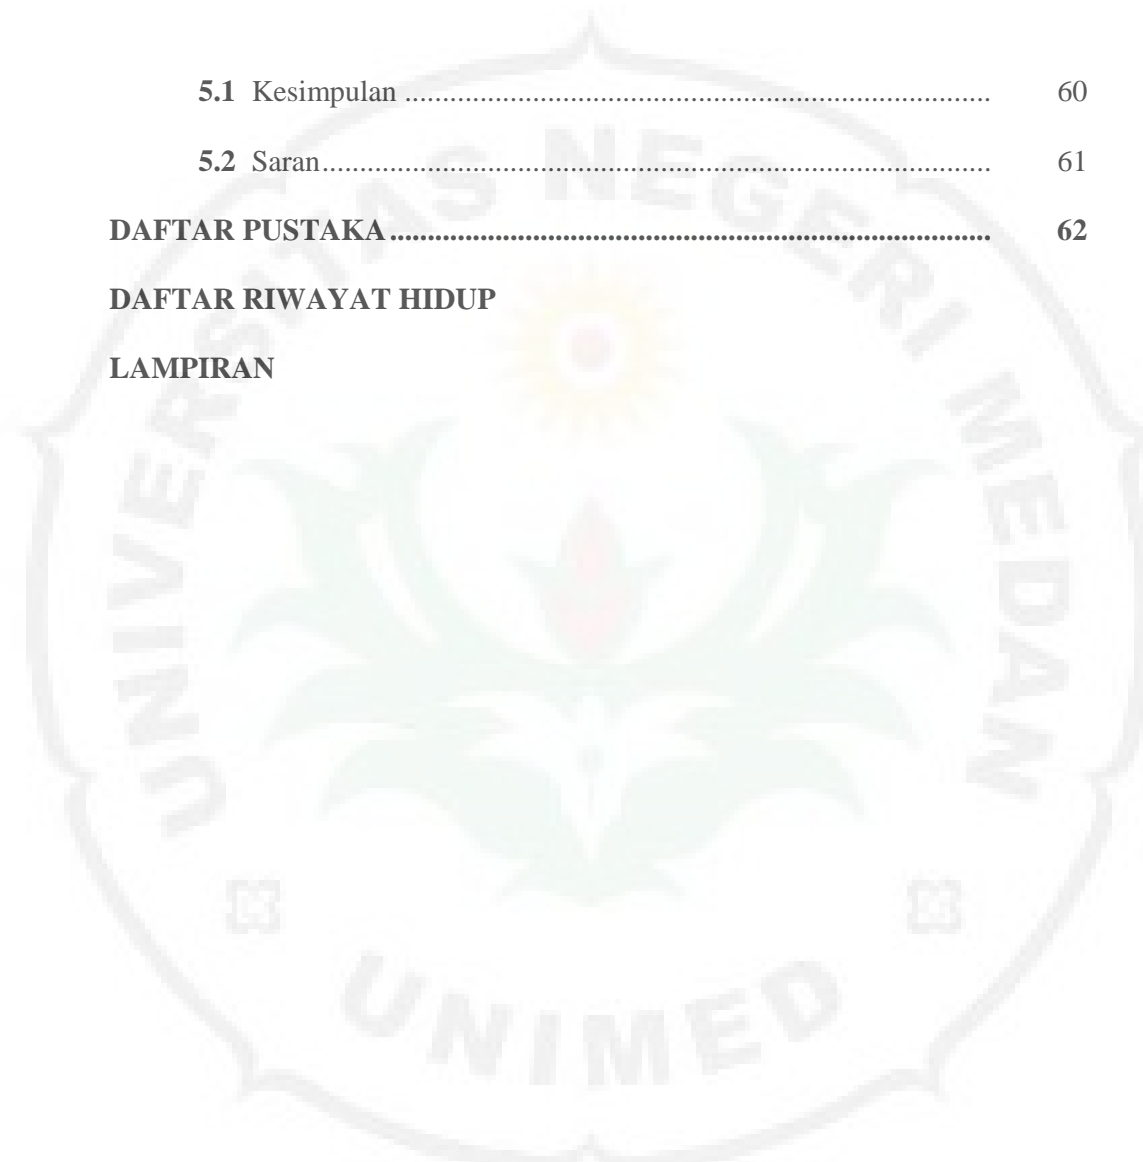 5.1 Kesimpulan ......................................................................... 60
5.2 Saran................................................................................... 61
DAFTAR PUSTAKA ........................................................................... 62
DAFTAR RIWAYAT HIDUP
LAMPIRAN
UNIVERSITAS NEGERI MEDAN
UNIMED